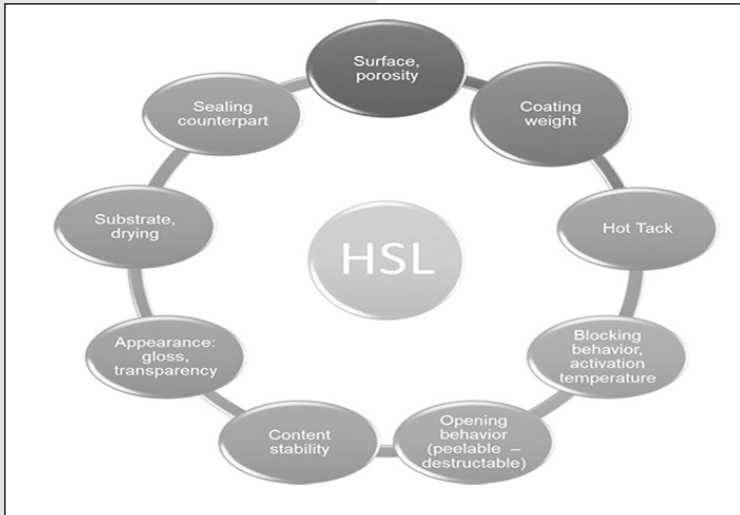 Surface,
porosity
Coating
weight
Hot Tack
Blocking
behavior,
activation
temperature
Opening
behavior
(peelable –
destructable)
Content
stability
Appearance:
gloss,
transparency
Substrate,
drying
Sealing
counterpart
HSL